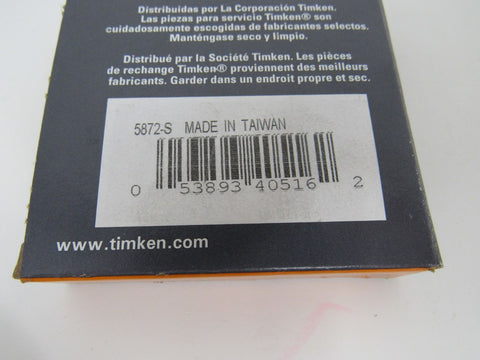 Distribuidas por La Corporación Timken.
Las piezas para servicio Timken® son
cuidadosamente escogidas de fabricantes selectos.
Manténgase seco y limpio.
Distribué par la Société Timken. Les pièces
de rechange Timken® proviennent des meilleurs
fabricants. Garder dans un endroit propre et sec.
5872-S MADE IN TAIWAN
0 53893 40516 2
www.timken.com